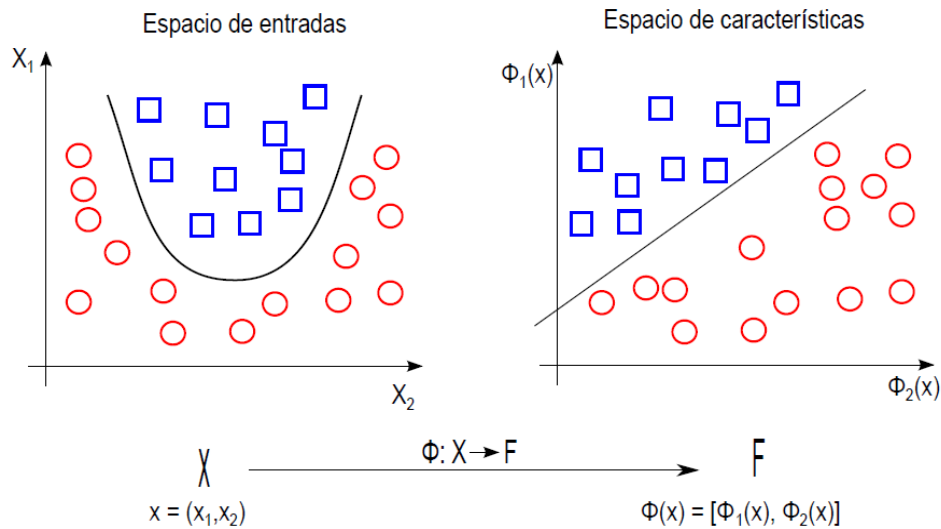 Espacio de entradas
X₁
X₂
Espacio de características
Φ₁(x)
Φ₂(x)
X
Φ: X→F
F
x = (x₁,x₂)
Φ(x) = [Φ₁(x), Φ₂(x)]